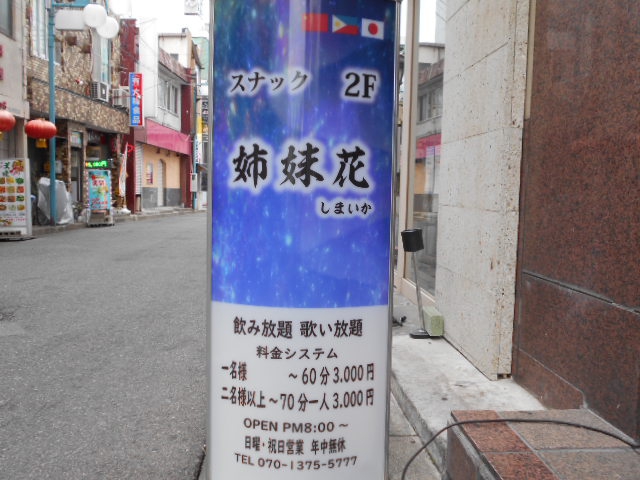 スナック 2F
姉妹花
しまいか
飲み放題 歌い放題
料金システム
一名様 ～60分3.000円
二名様以上～70分一人3.000円
OPEN PM8:00～
日曜・祝日営業 年中無休
TEL 070-1375-5777